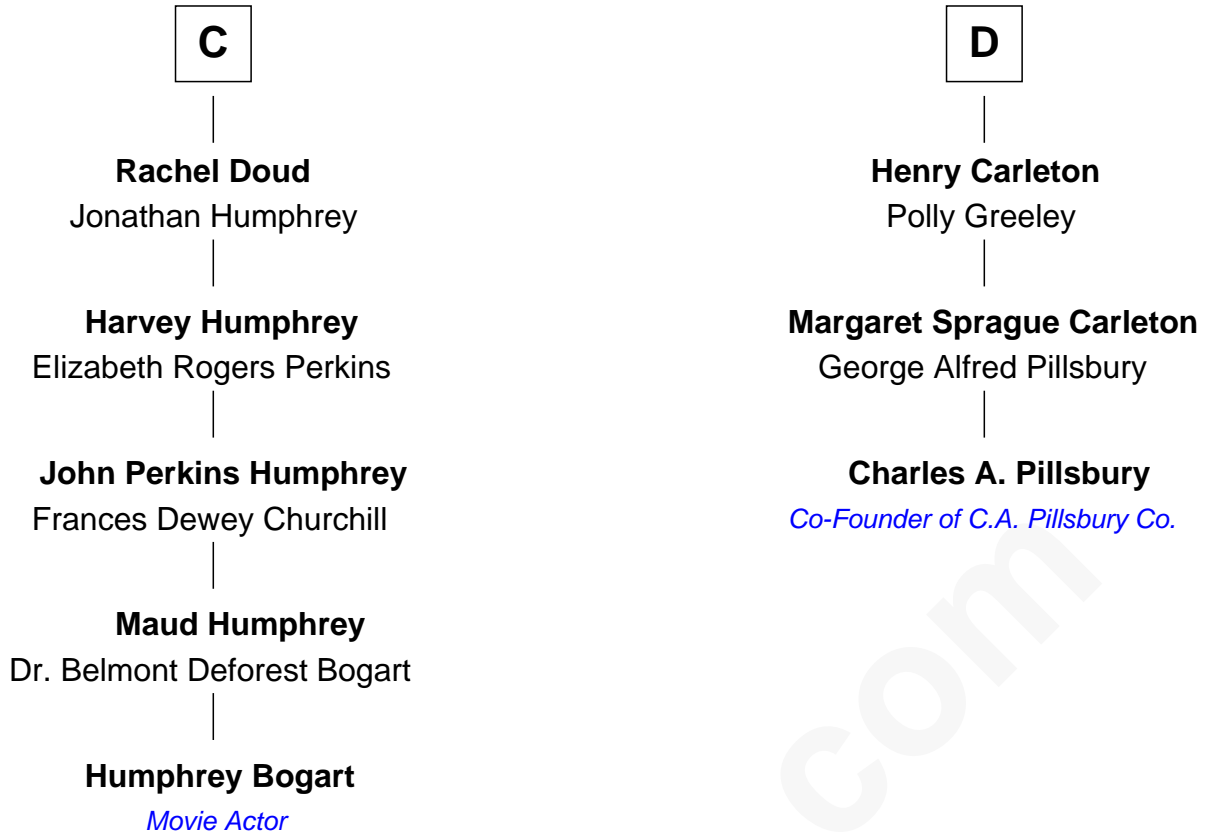 C
Rachel Doud
Jonathan Humphrey
Harvey Humphrey
Elizabeth Rogers Perkins
John Perkins Humphrey
Frances Dewey Churchill
Maud Humphrey
Dr. Belmont Deforest Bogart
Humphrey Bogart
Movie Actor
D
Henry Carleton
Polly Greeley
Margaret Sprague Carleton
George Alfred Pillsbury
Charles A. Pillsbury
Co-Founder of C.A. Pillsbury Co.
com